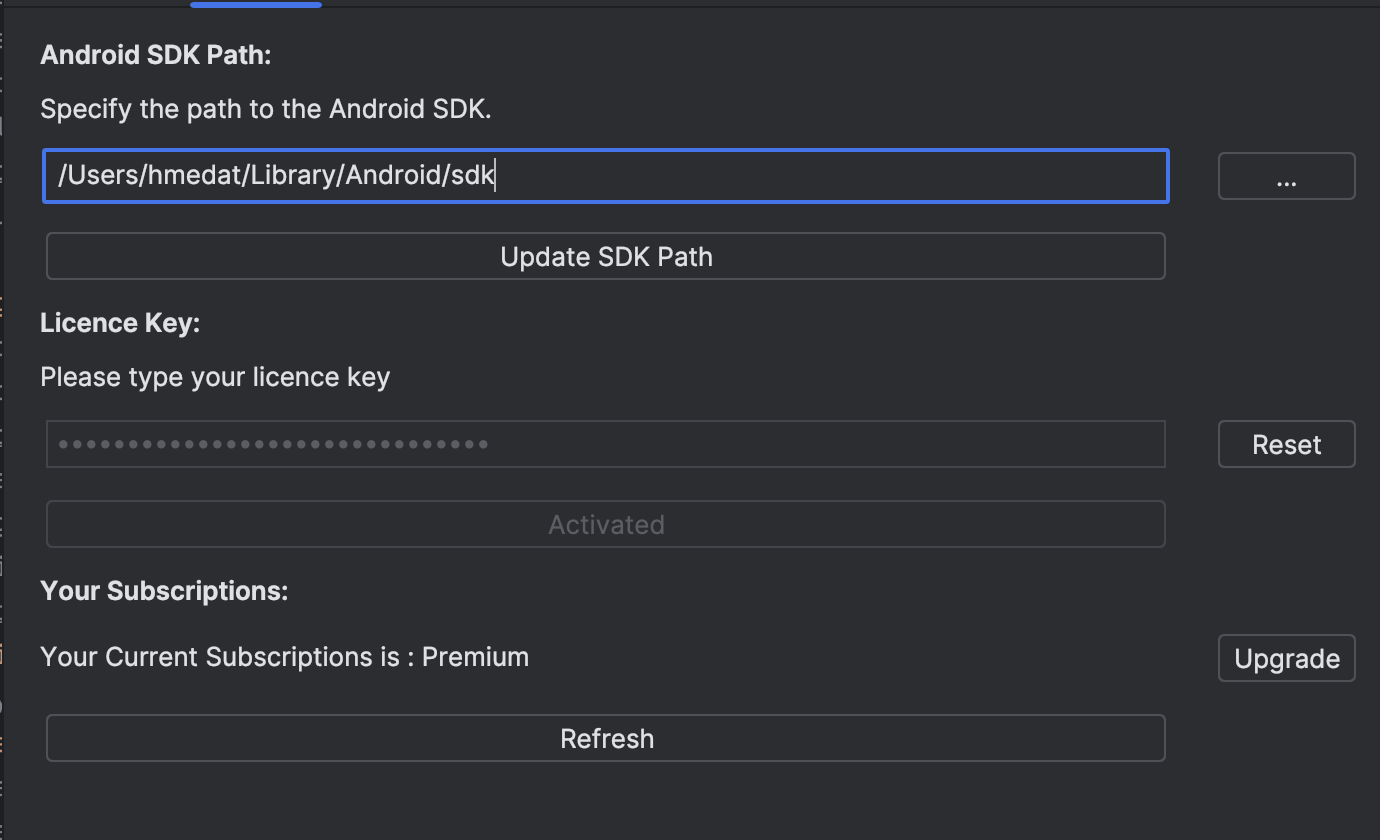 Android SDK Path:
Specify the path to the Android SDK.
/Users/hmedat/Library/Android/sdk
...
Update SDK Path
Licence Key:
Please type your licence key
•••••••••••••••••••••••••••••••
Reset
Activated
Your Subscriptions:
Your Current Subscriptions is : Premium
Upgrade
Refresh